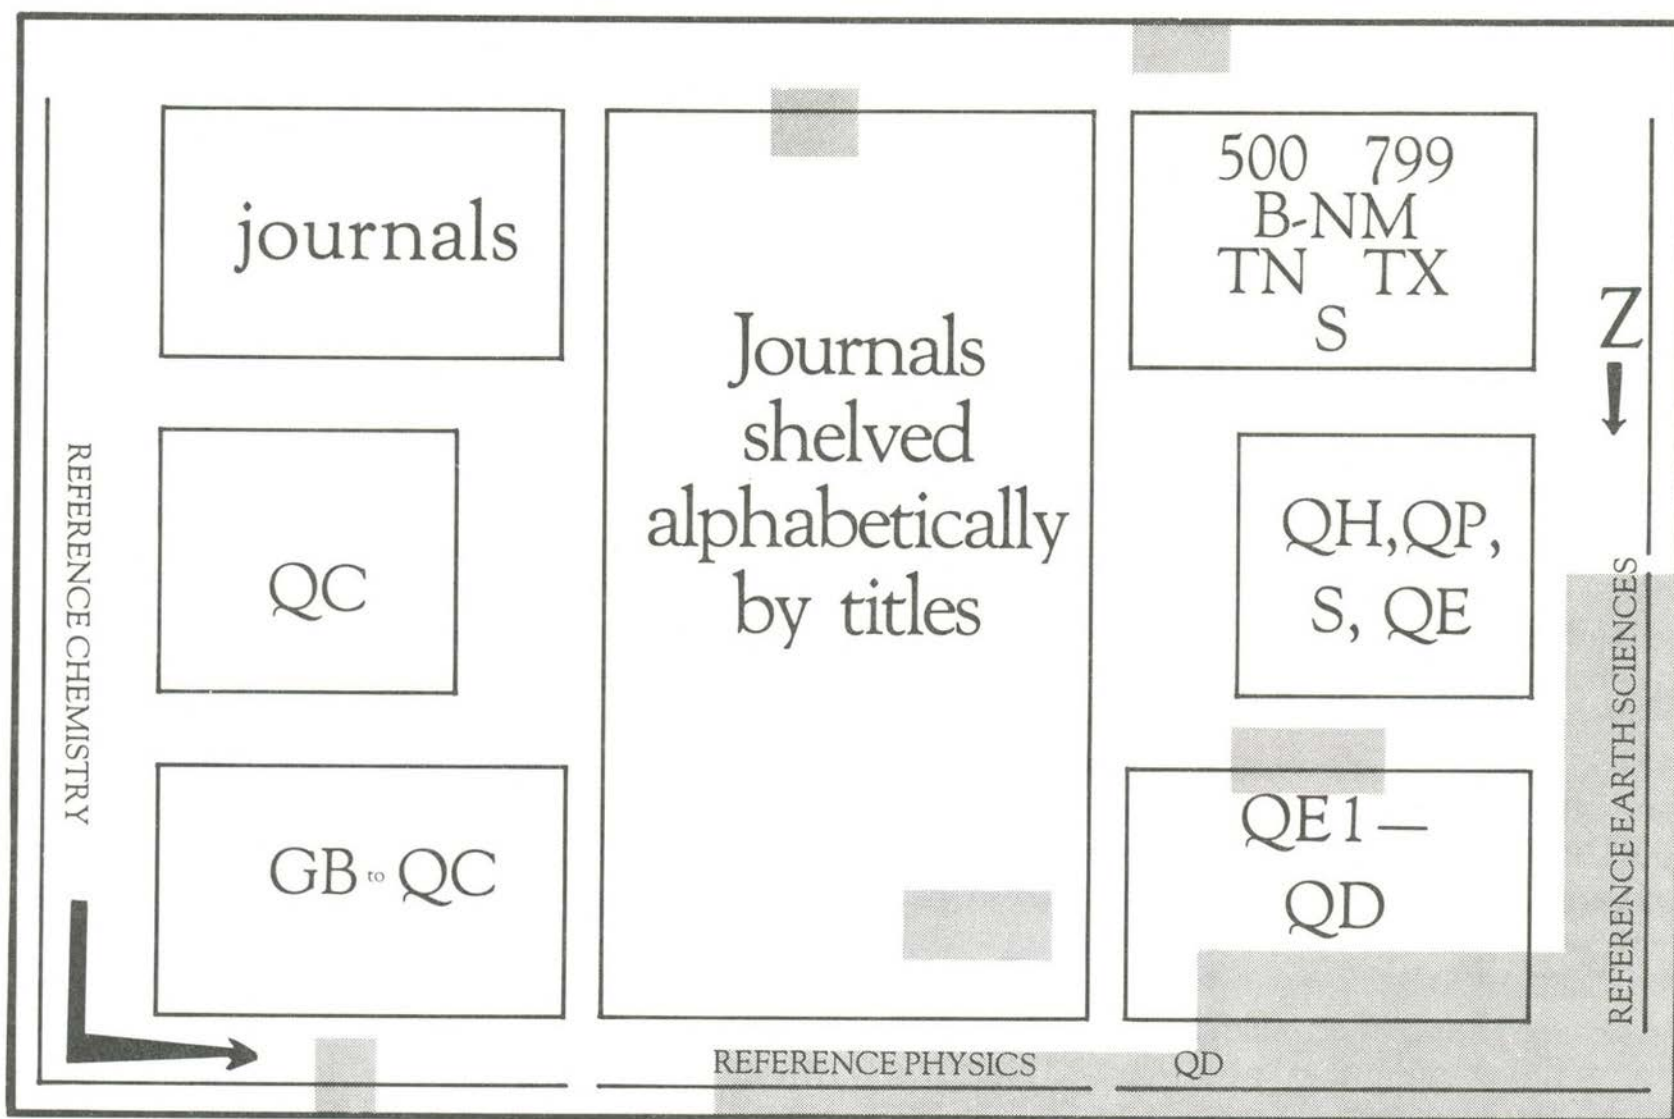 journals
Journals
shelved
alphabetically
by titles
500 799
B-NM
TN TX
S
Z
REFERENCE CHEMISTRY
QC
QH,QP,
S, QE
REFERENCE EARTH SCIENCES
GB to QC
QE1—
QD
REFERENCE PHYSICS
QD